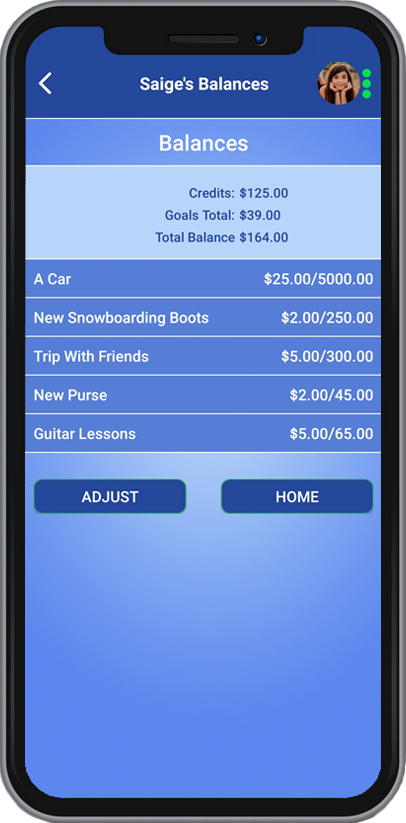 Saige's Balances
Balances
Credits: $125.00
Goals Total: $39.00
Total Balance $164.00
A Car $25.00/5000.00
New Snowboarding Boots $2.00/250.00
Trip With Friends $5.00/300.00
New Purse $2.00/45.00
Guitar Lessons $5.00/65.00
ADJUST HOME